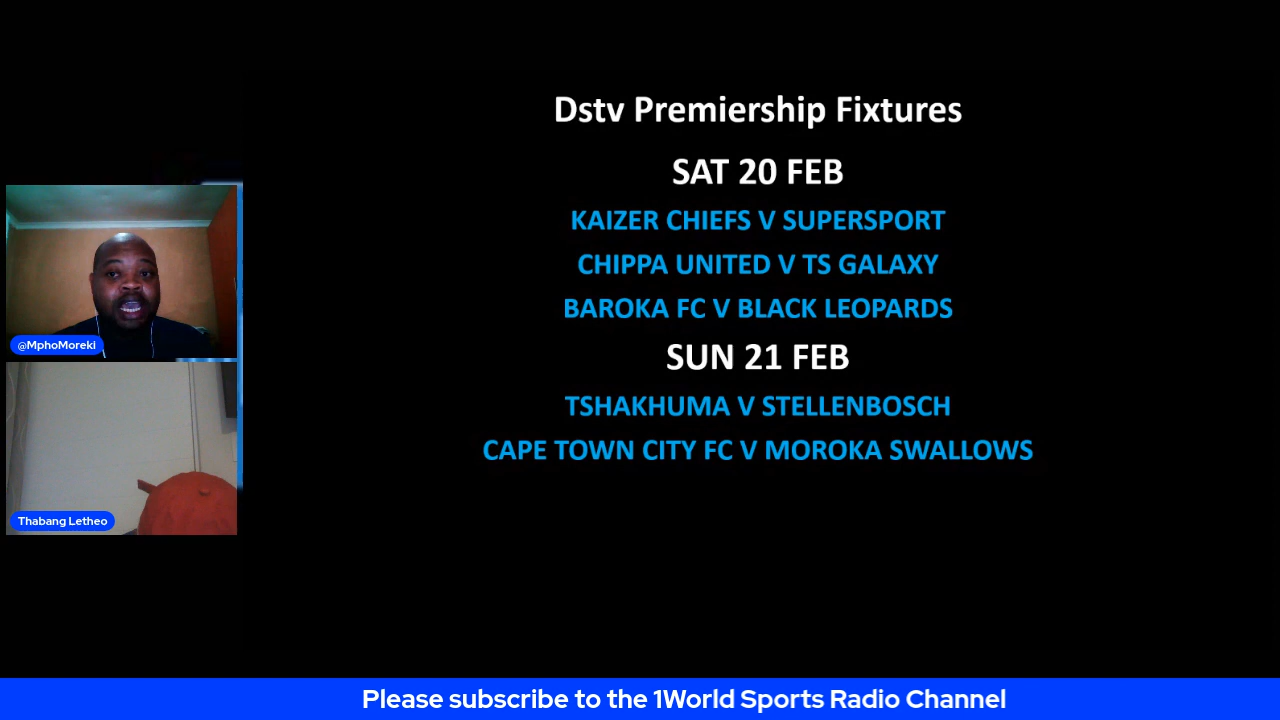 Dstv Premiership Fixtures
SAT 20 FEB
KAIZER CHIEFS V SUPERSPORT
CHIPPA UNITED V TS GALAXY
BAROKA FC V BLACK LEOPARDS
SUN 21 FEB
TSHAKHUMA V STELLENBOSCH
CAPE TOWN CITY FC V MOROKA SWALLOWS
@MphoMoreki
Thabang Letheo
Please subscribe to the 1World Sports Radio Channel